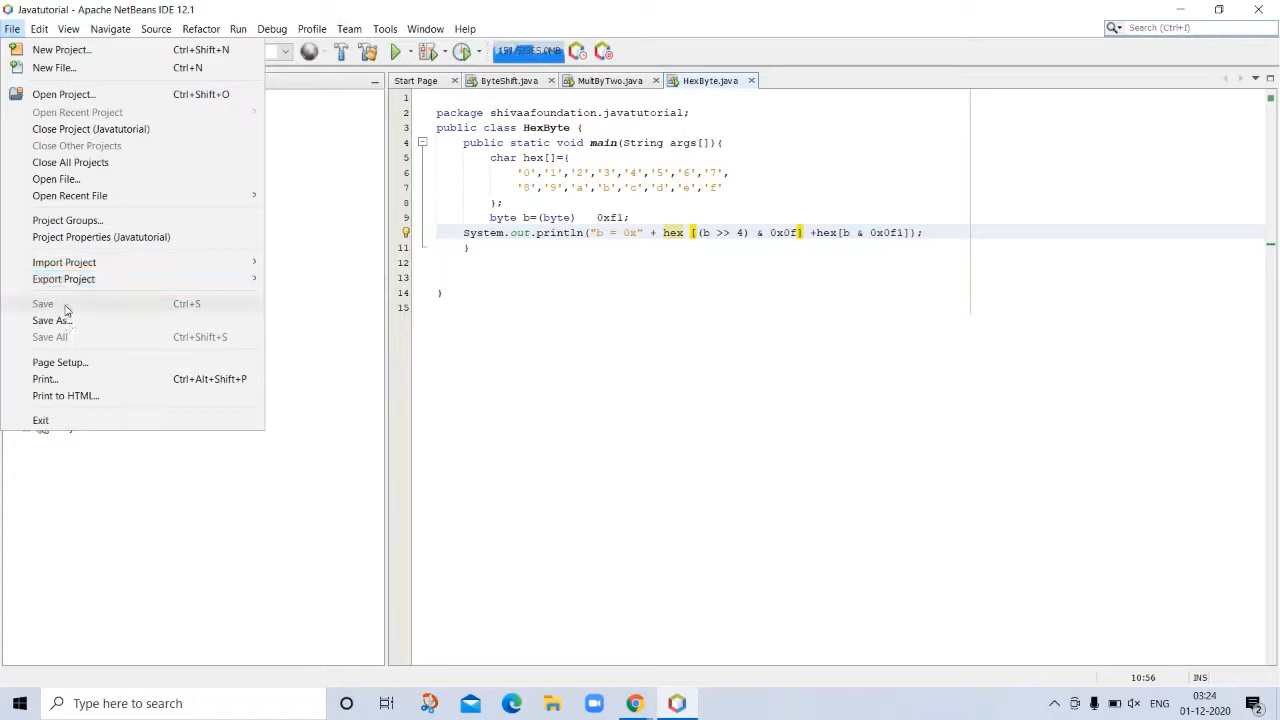 Javatutorial - Apache NetBeans IDE 12.1
File Edit View Navigate Source Refactor Run Debug Profile Team Tools Window Help
Search (Ctrl+I)
New Project... Ctrl+Shift+N
New File... Ctrl+N
Open Project... Ctrl+Shift+O
Open Recent Project
Close Project (Javatutorial)
Close Other Projects
Close All Projects
Open File...
Open Recent File
Project Groups...
Project Properties (Javatutorial)
Import Project
Export Project
Save Ctrl+S
Save As...
Save All Ctrl+Shift+S
Page Setup...
Print... Ctrl+Alt+Shift+P
Print to HTML...
Exit
Start Page ByteShift.java MultByTwo.java HexByte.java
1
2 package shivaafoundation.javatutorial;
3 public class HexByte {
4 public static void main(String args[]){
5 char hex[]={
6 '0','1','2','3','4','5','6','7',
7 '8','9','a','b','c','d','e','f'
8 };
9 byte b=(byte) 0xf1;
System.out.println("b = 0x" + hex [(b >> 4) & 0x0f] +hex[b & 0x0f1]);
11 }
12
13
14 }
15
10:56 INS
Type here to search
ENG
03:24
01-12-2020
2